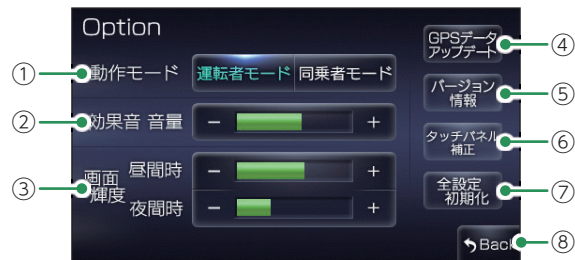 Option
① 動作モード 運転者モード 同乗者モード
② 効果音 音量 − +
③ 画面輝度 昼間時 − +
夜間時 − +
GPSデータ
アップデート ④
バージョン
情報 ⑤
タッチパネル
補正 ⑥
全設定
初期化 ⑦
Back ⑧